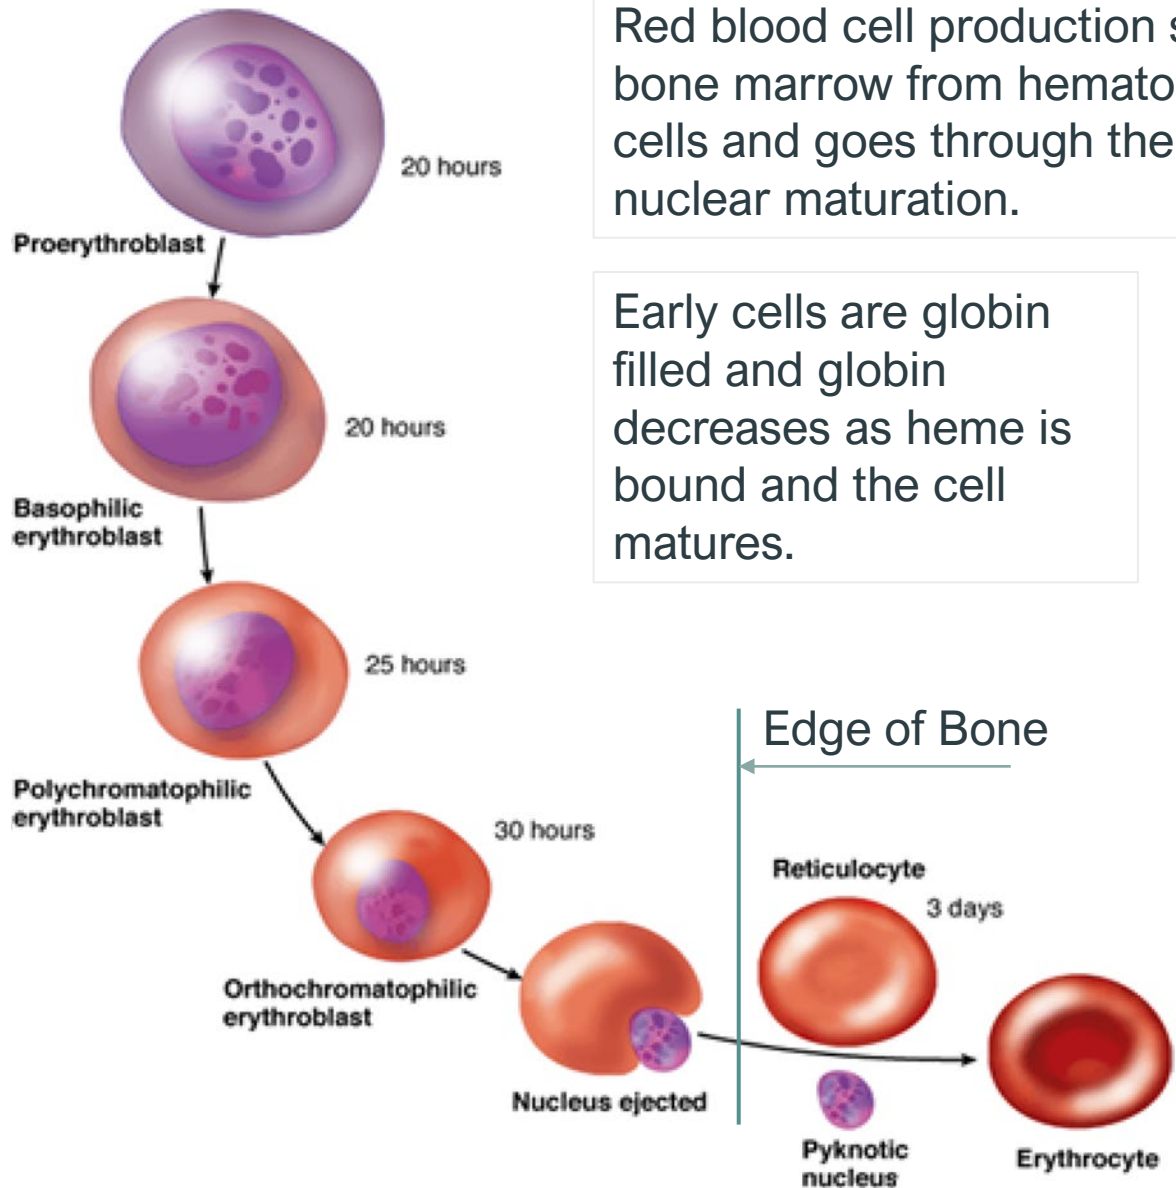 Red blood cell production
bone marrow from hemato
cells and goes through the
nuclear maturation.
20 hours
Proerythroblast
Early cells are globin
filled and globin
decreases as heme is
bound and the cell
matures.
20 hours
Basophilic
erythroblast
25 hours
Edge of Bone
Polychromatophilic
erythroblast
30 hours
Reticulocyte
3 days
Orthochromatophilic
erythroblast
Nucleus ejected
Pyknotic
nucleus
Erythrocyte